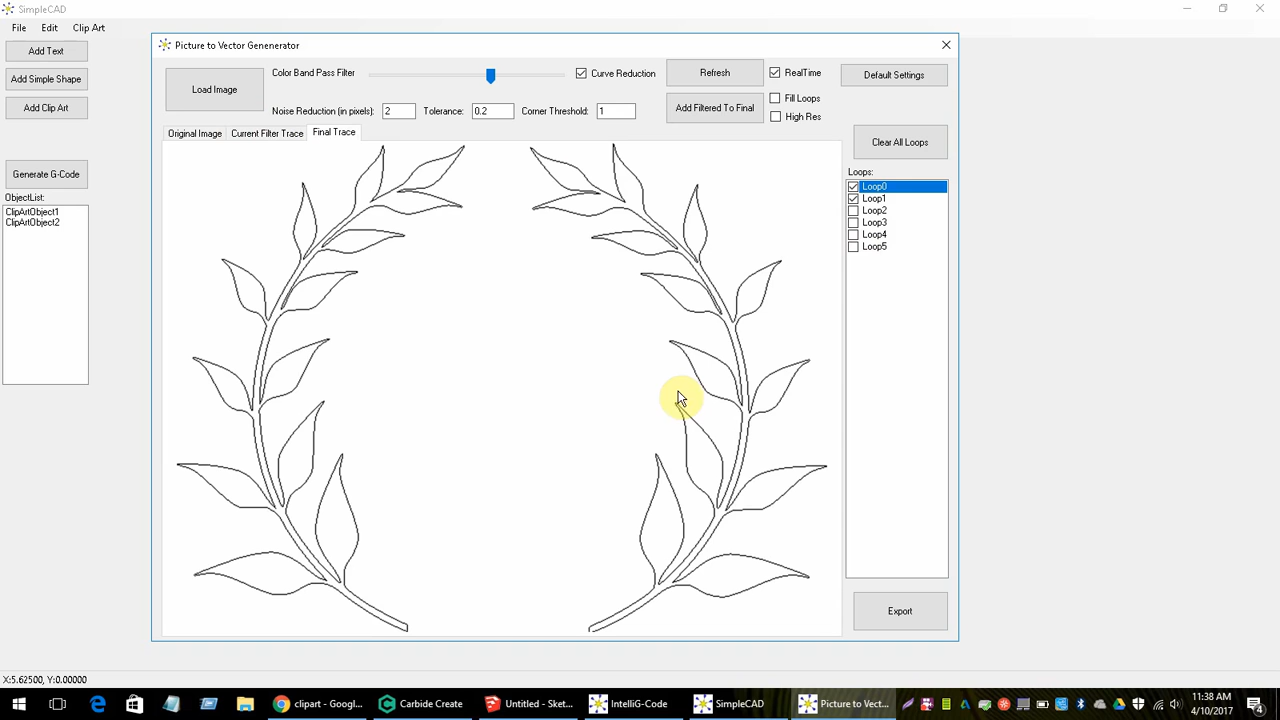 SimpleCAD
File Edit Clip Art
Add Text
Add Simple Shape
Add Clip Art
Generate G-Code
ObjectList:
ClipArtObject1
ClipArtObject2
Picture to Vector Genenerator
Load Image
Color Band Pass Filter
Curve Reduction
Refresh
RealTime
Default Settings
Noise Reduction (in pixels): 2 Tolerance: 0.2 Corner Threshold: 1
Add Filtered To Final
Fill Loops
High Res
Original Image Current Filter Trace Final Trace
Clear All Loops
Loops:
Loop0
Loop1
Loop2
Loop3
Loop4
Loop5
Export
X:5.62500, Y:0.00000
clipart - Googl...
Carbide Create
Untitled - Sket...
IntelliG-Code
SimpleCAD
Picture to Vect...
11:38 AM
4/10/2017